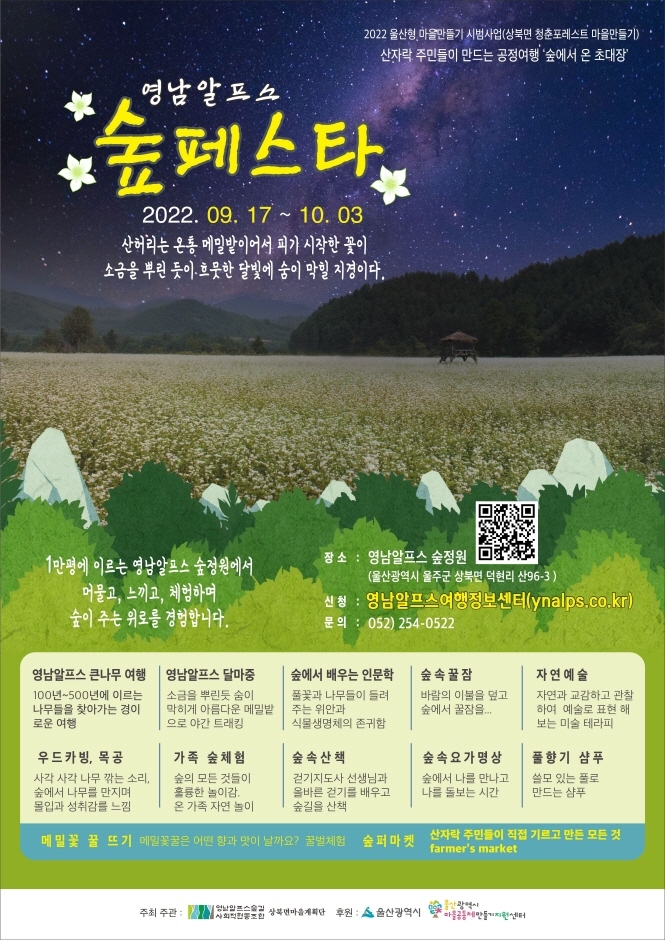 2022 울산형 마을만들기 시범사업(상북면 청춘포레스트 마을만들기)
산자락 주민들이 만드는 공정여행 '숲에서 온 초대장'
영남알프스
숲페스타
2022. 09. 17 ~ 10. 03
산허리는 온통 메밀밭이어서 피기 시작한 꽃이
소금을 뿌린 듯이 흐뭇한 달빛에 숨이 막힐 지경이다.
1만평에 이르는 영남알프스 숲정원에서
머물고, 느끼고, 체험하며
숲이 주는 위로를 경험합니다.
장소 : 영남알프스 숲정원
(울산광역시 울주군 상북면 덕현리 산96-3 )
신청 : 영남알프스여행정보센터(ynalps.co.kr)
문의 : 052) 254-0522
영남알프스 큰나무 여행
100년~500년에 이르는
나무들을 찾아가는 경이
로운 여행
영남알프스 달마중
소금을 뿌린듯 숨이
막히게 아름다운 메밀밭
으로 야간 트래킹
숲에서 배우는 인문학
풀꽃과 나무들이 들려
주는 위안과
식물생명체의 존귀함
숲속꿀잠
바람의 이불을 덮고
숲에서 꿀잠을...
자연예술
자연과 교감하고 관찰
하여 예술로 표현 해
보는 미술 테라피
우드카빙, 목공
사각 사각 나무 깎는 소리,
숲에서 나무를 만지며
몰입과 성취감를 느낌
가족 숲체험
숲의 모든 것들이
훌륭한 놀이감.
온 가족 자연 놀이
숲속산책
걷기지도사 선생님과
올바른 걷기를 배우고
숲길을 산책
숲속요가명상
숲에서 나를 만나고
나를 돌보는 시간
풀향기 샴푸
쓸모 있는 풀로
만드는 샴푸
메밀꽃 꿀 뜨기 메밀꽃꿀은 어떤 향과 맛이 날까요? 꿀벌체험
숲퍼마켓 산자락 주민들이 직접 기르고 만든 모든 것
farmer's market
주최 주관 : 영남알프스숲길
사회적협동조합 상북면마을계획단 후원 : 울산광역시 울산광역시
마을공동체만들기지원센터